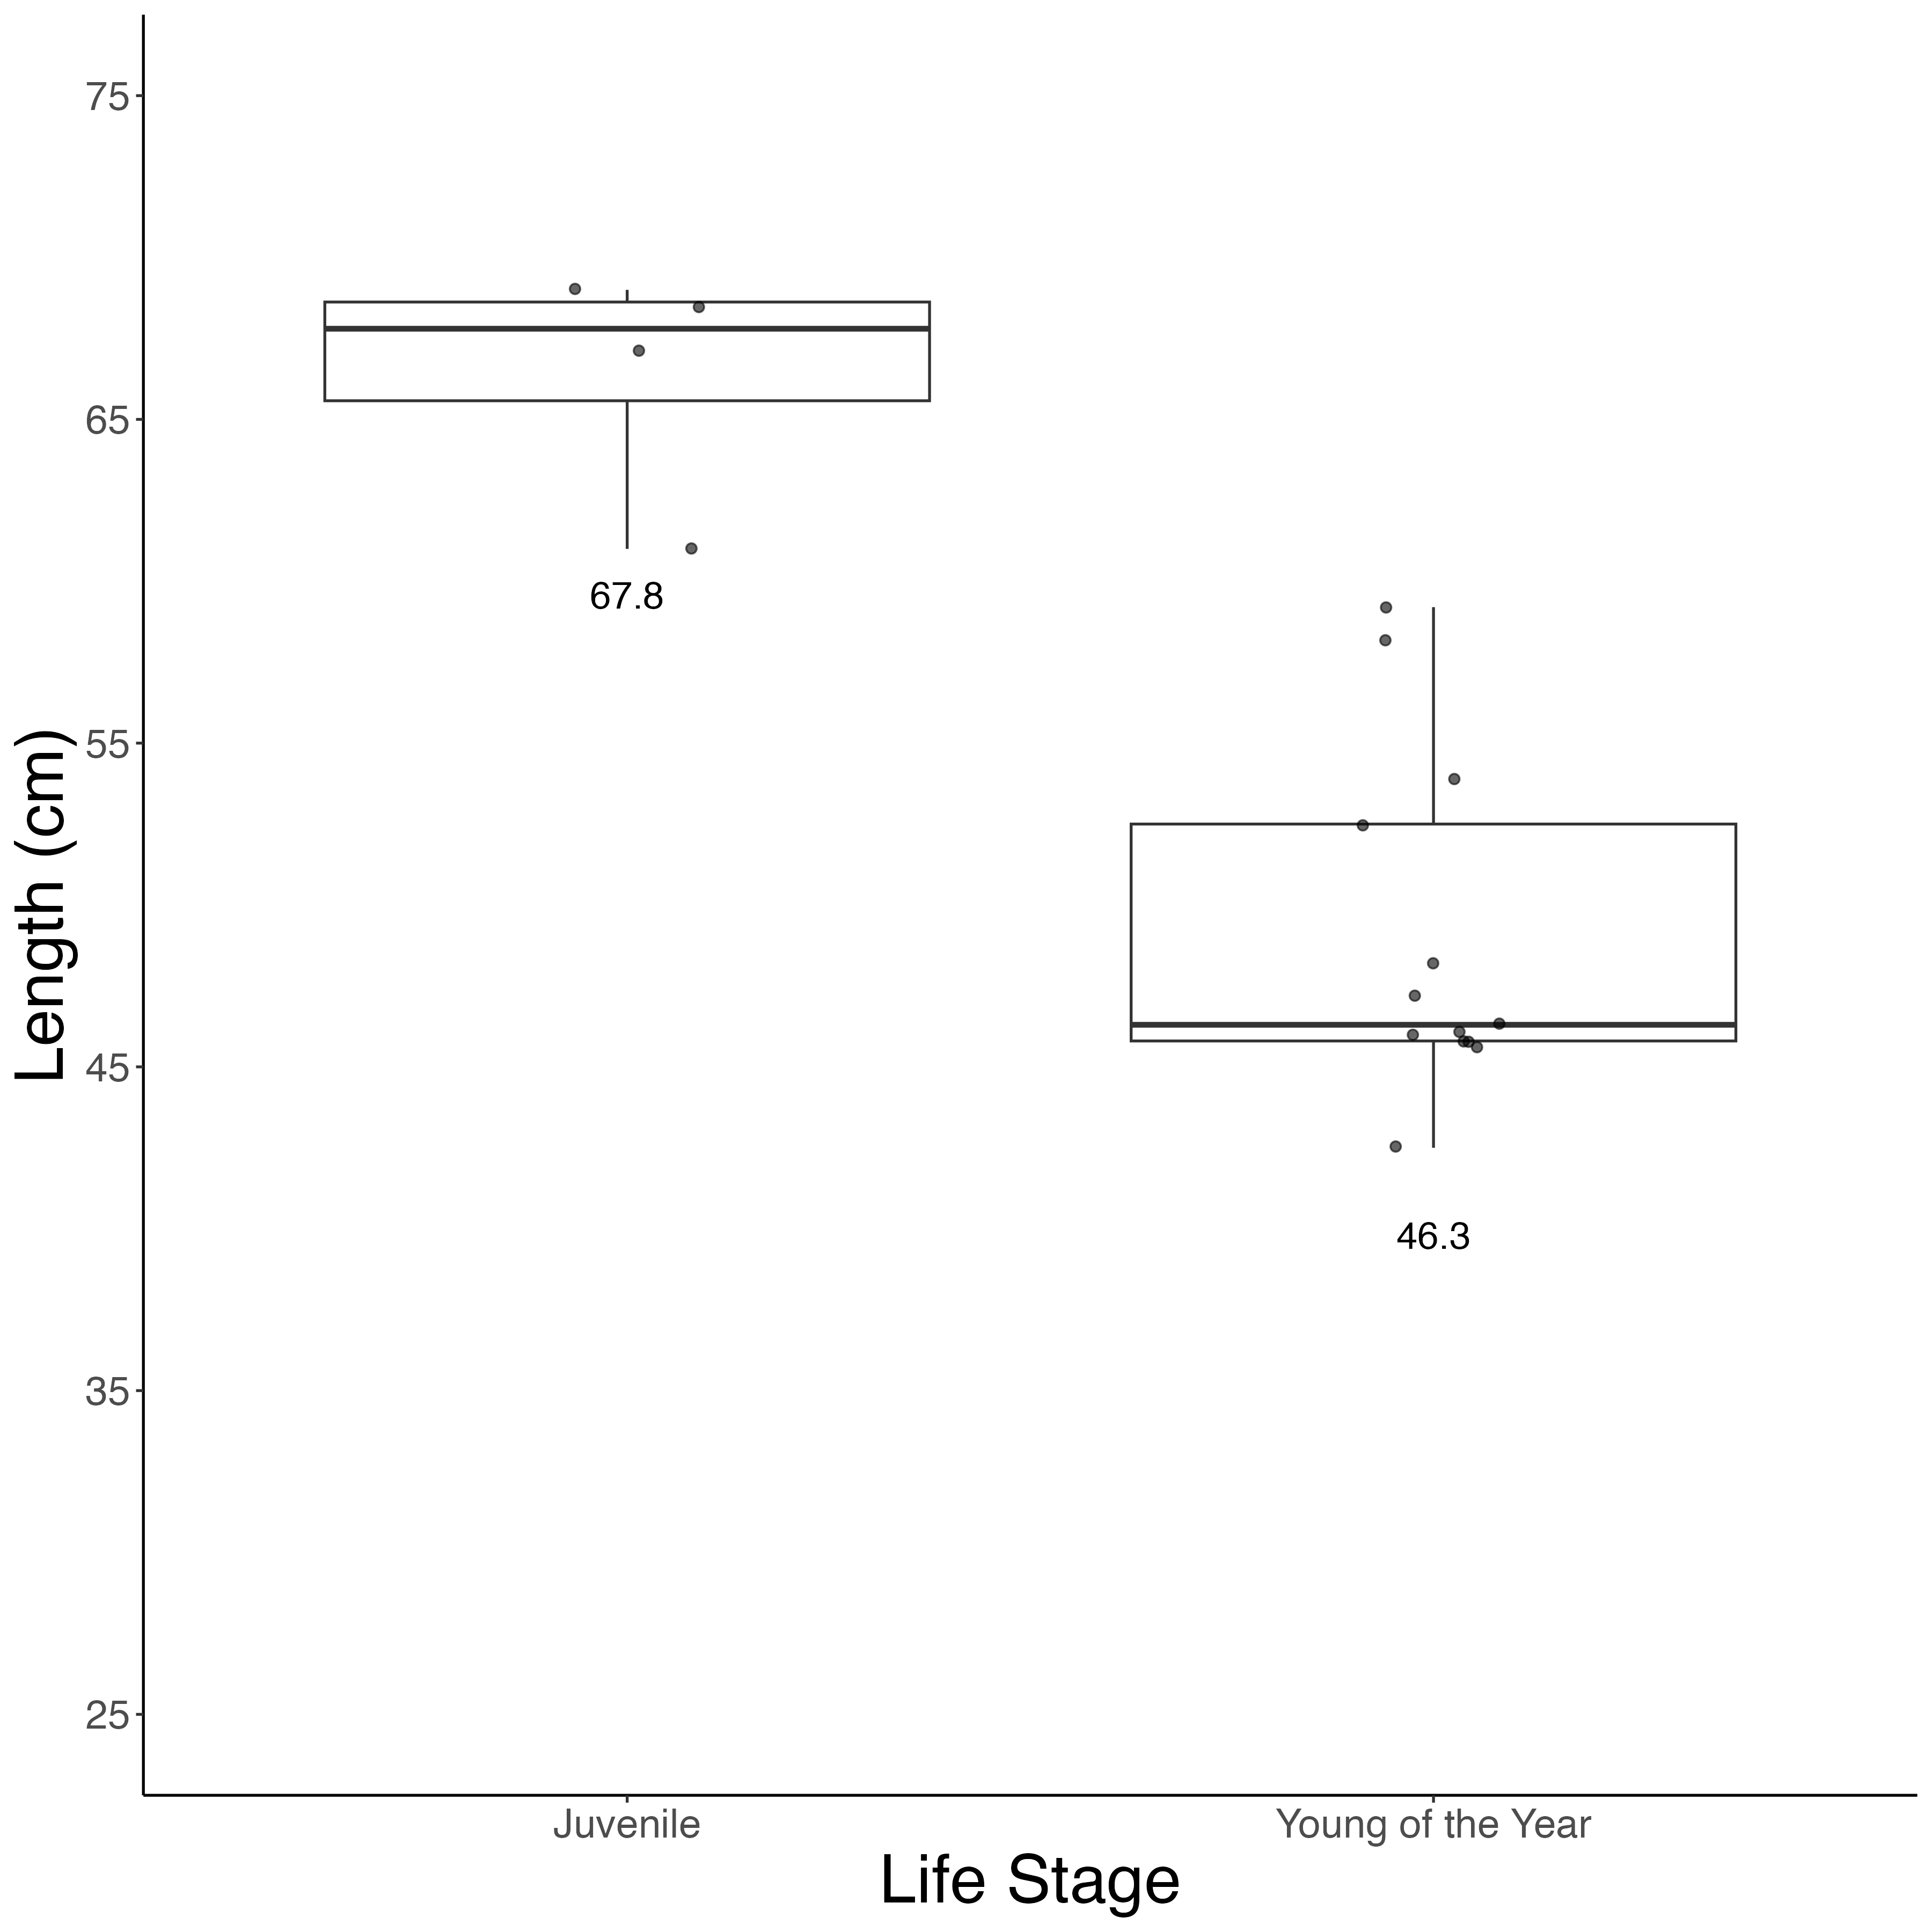 75
65
55
45
35
25
Length (cm)
67.8
46.3
Juvenile
Young of the Year
Life Stage